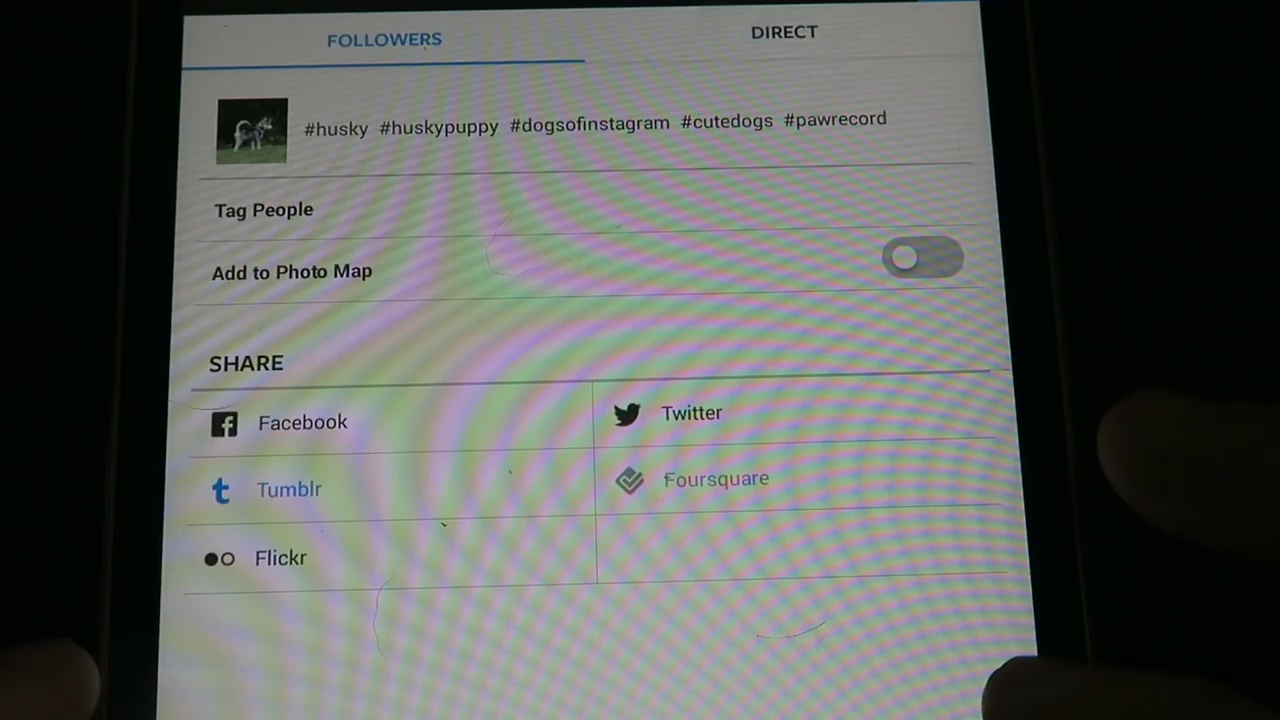 FOLLOWERS DIRECT
#husky #huskypuppy #dogsofinstagram #cutedogs #pawrecord
Tag People
Add to Photo Map
SHARE
Facebook Twitter
Tumblr Foursquare
Flickr